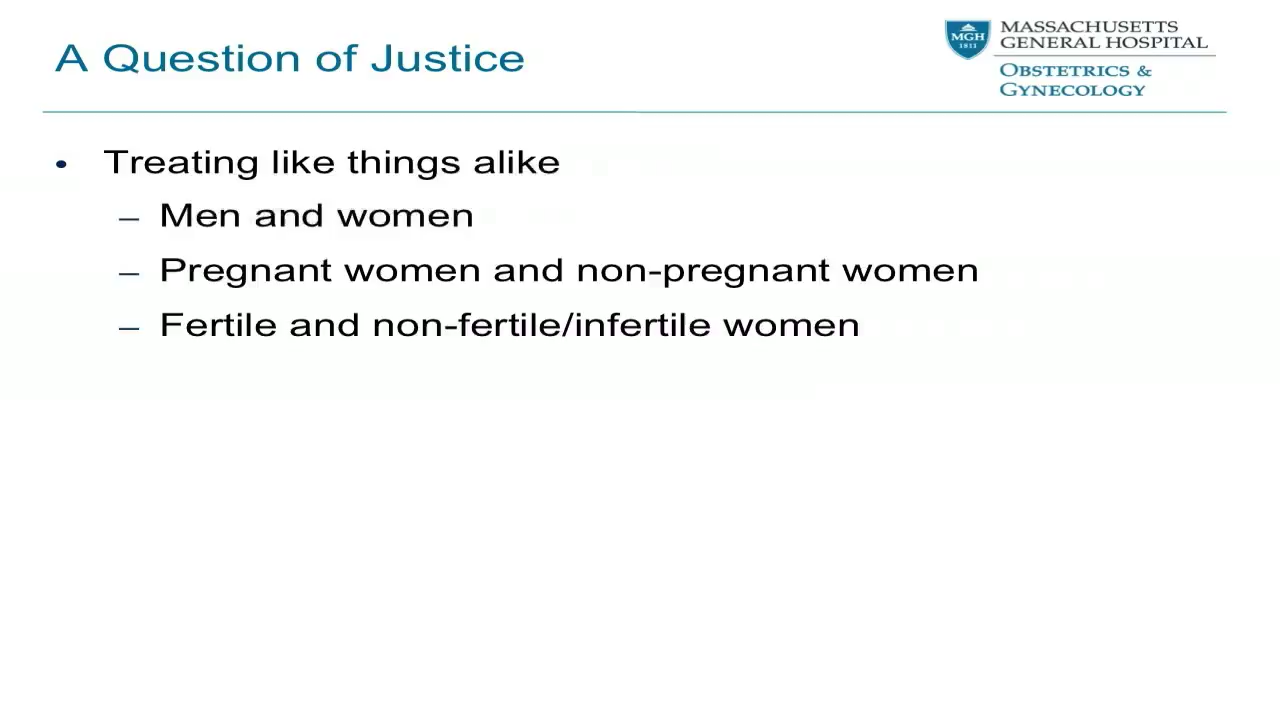 A Question of Justice
MGH
1811
MASSACHUSETTS
GENERAL HOSPITAL
OBSTETRICS &
GYNECOLOGY
• Treating like things alike
– Men and women
– Pregnant women and non-pregnant women
– Fertile and non-fertile/infertile women